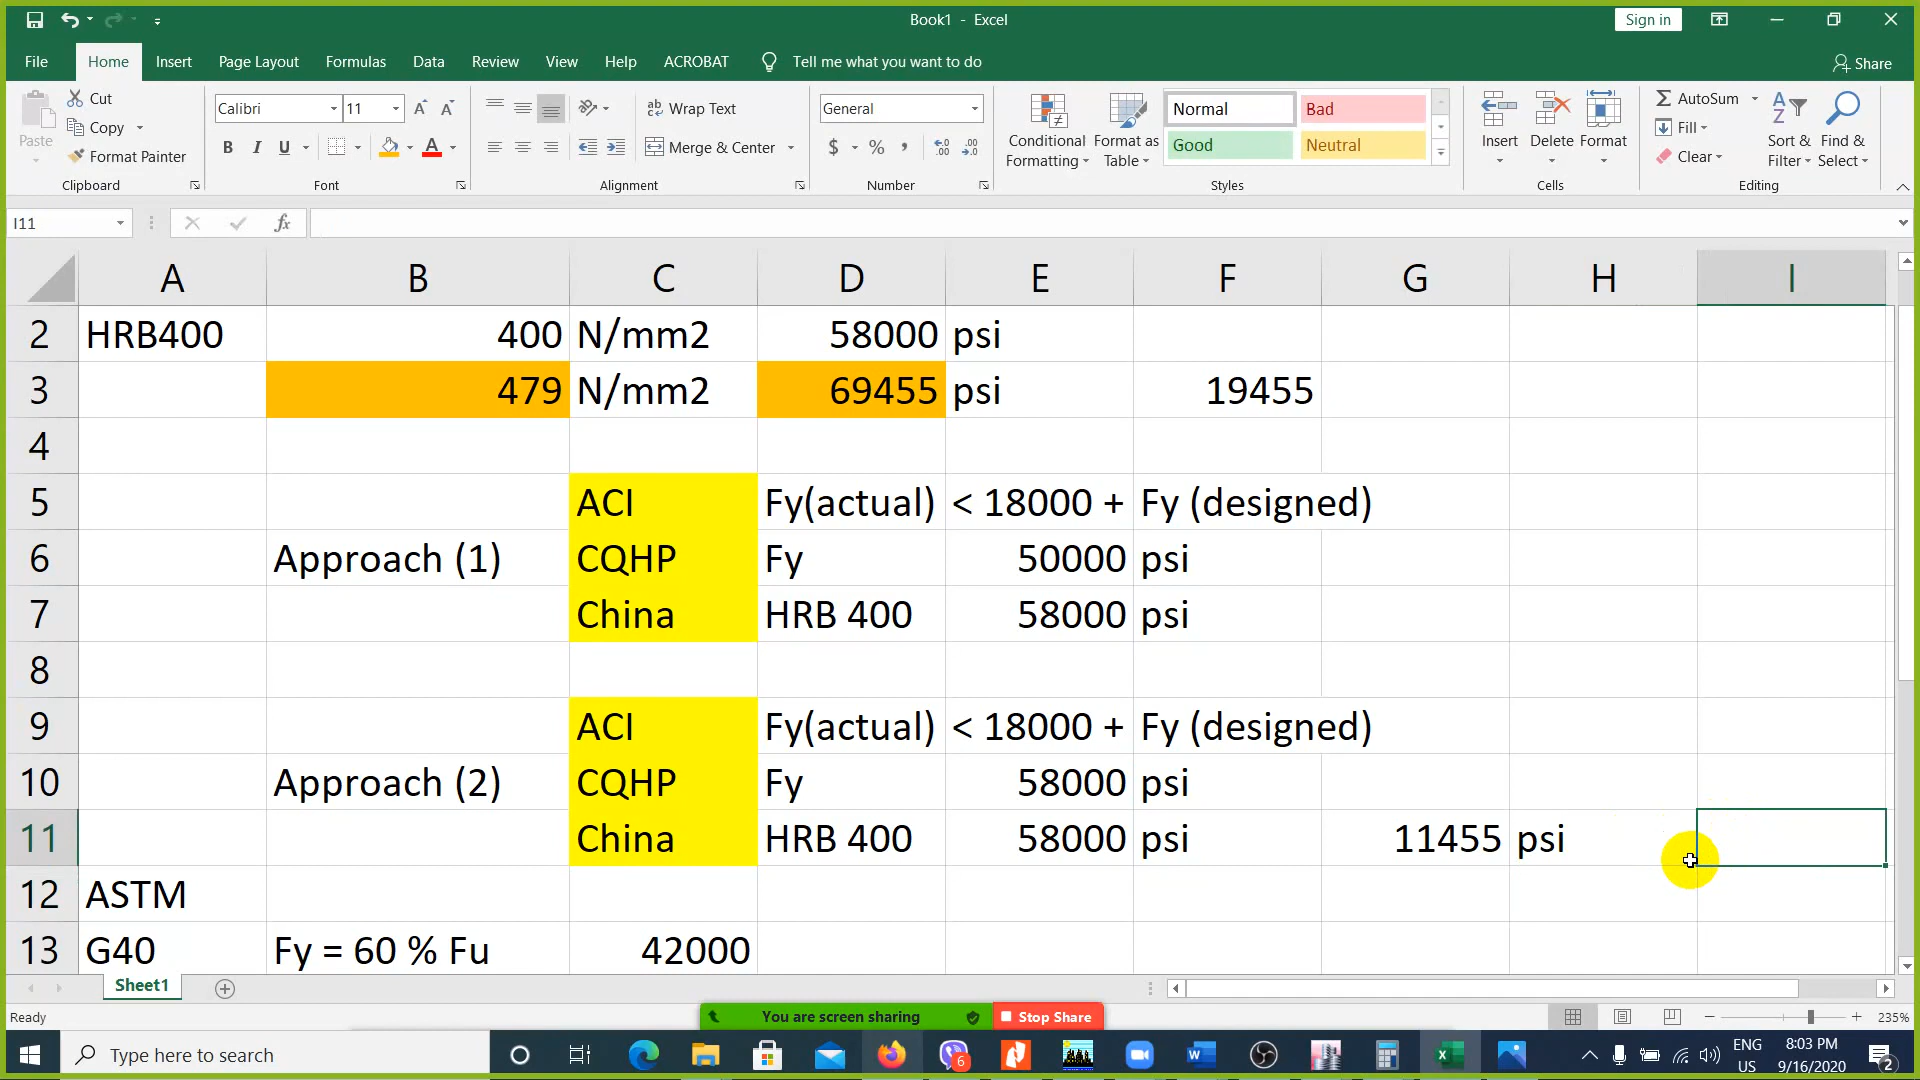 Book1 - Excel
Sign in
File Home Insert Page Layout Formulas Data Review View Help ACROBAT Tell me what you want to do
Share
Paste
Cut
Copy
Format Painter
Clipboard
Calibri 11
B I U
Font
Wrap Text
Merge & Center
Alignment
General
$ % ,
Number
Conditional Formatting
Format as Table
Normal Bad
Good Neutral
Styles
Insert Delete Format
Cells
AutoSum
Fill
Clear
Sort & Filter
Find & Select
Editing
I11
fx
A B C D E F G H I
2 HRB400 400 N/mm2 58000 psi
3 479 N/mm2 69455 psi 19455
4
5 ACI Fy(actual) < 18000 + Fy (designed)
6 Approach (1) CQHP Fy 50000 psi
7 China HRB 400 58000 psi
8
9 ACI Fy(actual) < 18000 + Fy (designed)
10 Approach (2) CQHP Fy 58000 psi
11 China HRB 400 58000 psi 11455 psi
12 ASTM
13 G40 Fy = 60 % Fu 42000
Sheet1
Ready
You are screen sharing Stop Share
235%
Type here to search
6
ENG
US
8:03 PM
9/16/2020
2